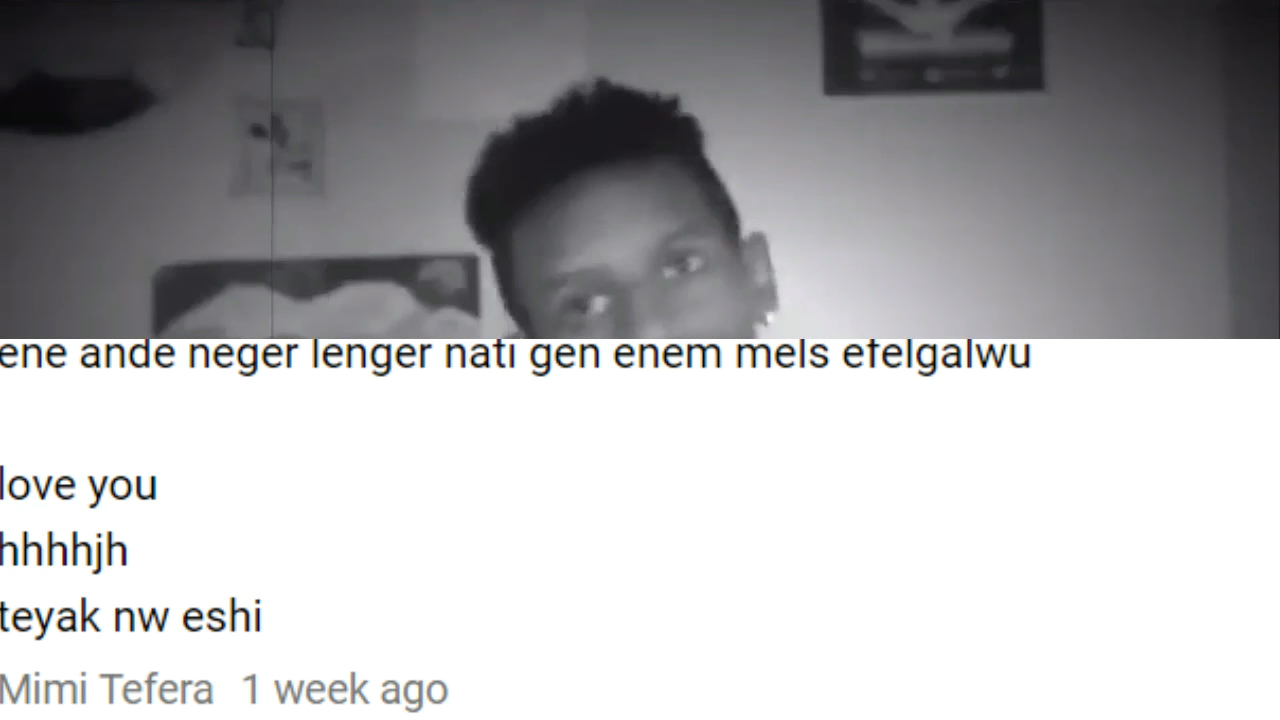 ene ande neger lenger nati gen enem mels efelgalwu
love you
hhhhjh
teyak nw eshi
Mimi Tefera 1 week ago